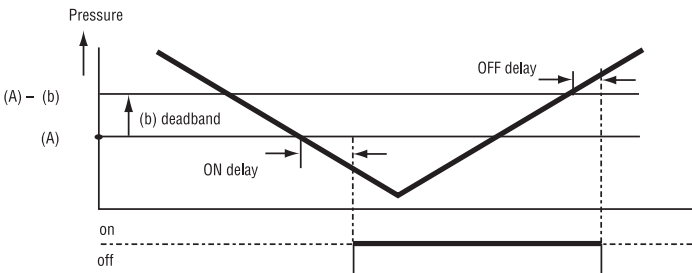 Pressure
OFF delay
(A) – (b)
(b) deadband
(A)
ON delay
on
off